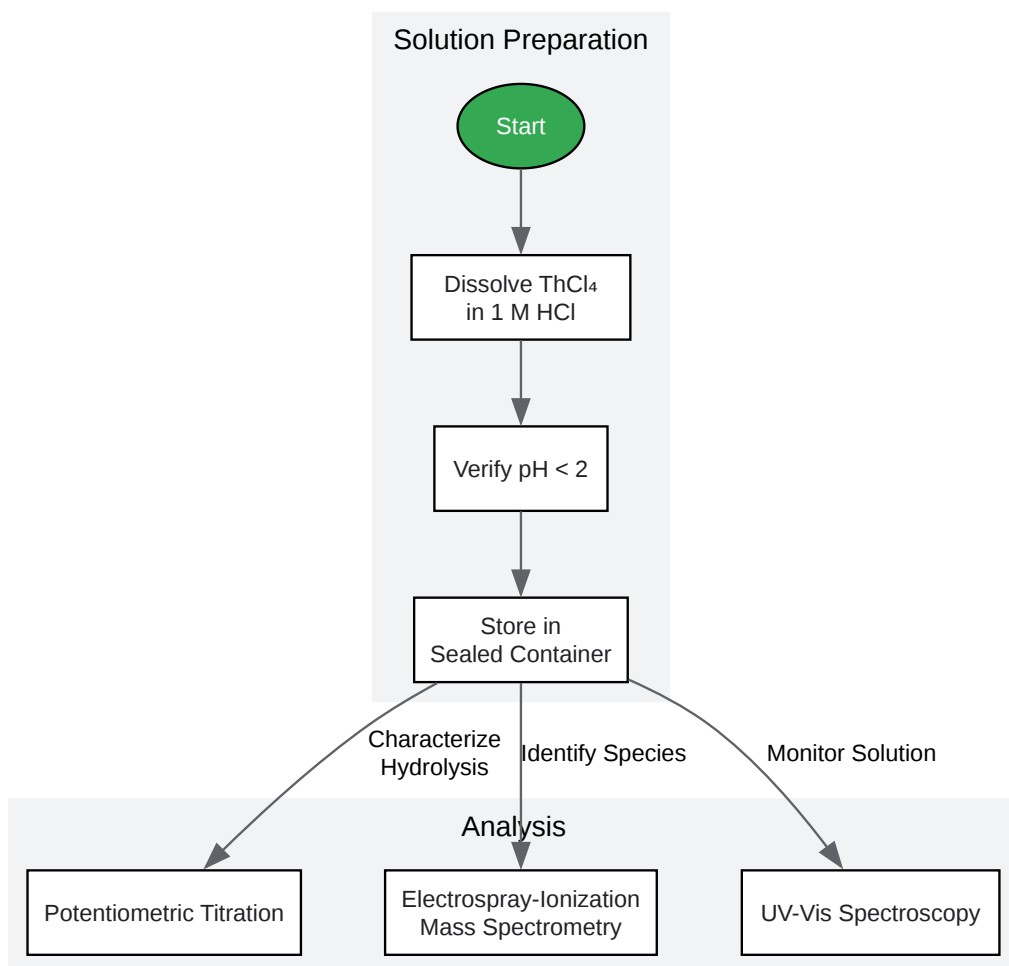 Solution Preparation
Start
Dissolve ThCl₄
in 1 M HCl
Verify pH < 2
Store in
Sealed Container
Characterize
Hydrolysis
Identify Species
Monitor Solution
Analysis
Potentiometric Titration
Electrospray-Ionization
Mass Spectrometry
UV-Vis Spectroscopy